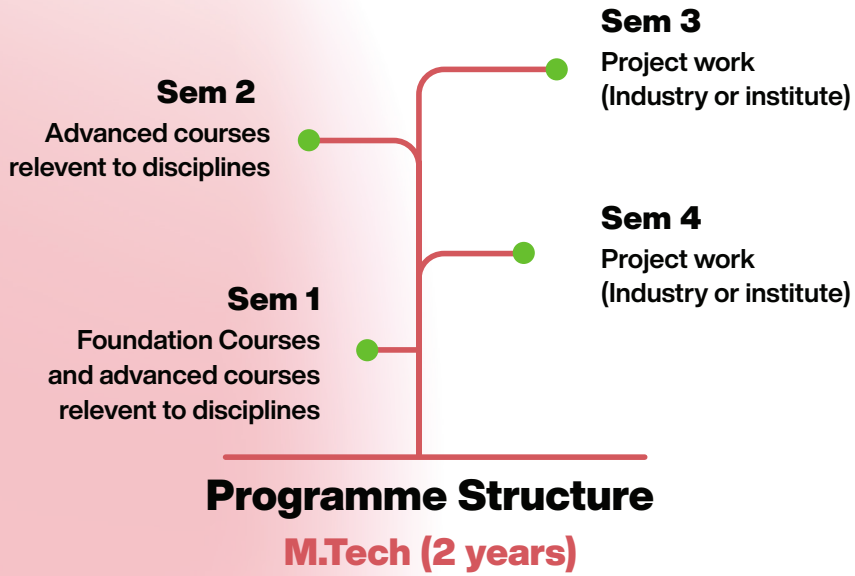 Sem 3
Project work
(Industry or institute)
Sem 2
Advanced courses
relevent to disciplines
Sem 4
Project work
(Industry or institute)
Sem 1
Foundation Courses
and advanced courses
relevent to disciplines
Programme Structure
M.Tech (2 years)